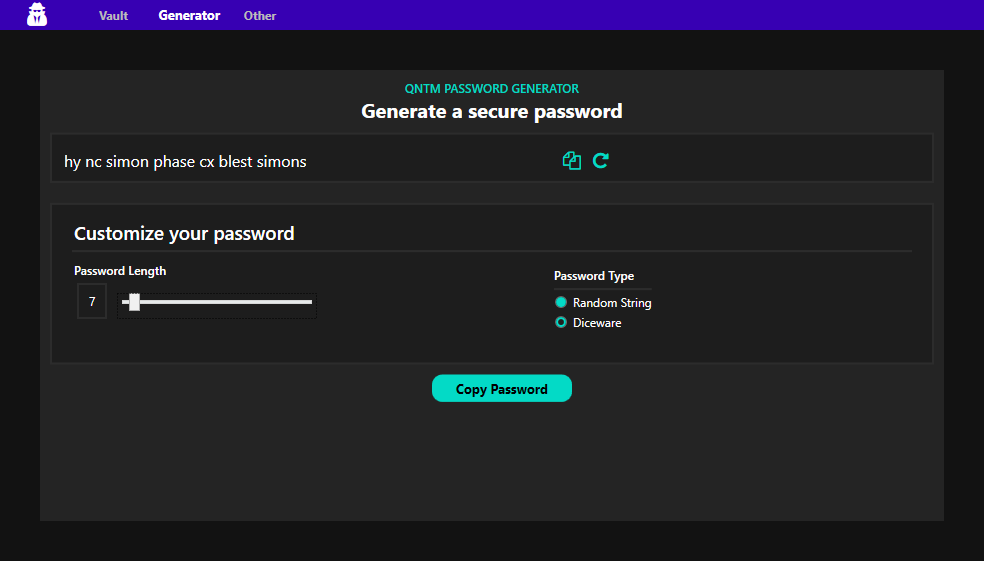 Vault Generator Other
QNTM PASSWORD GENERATOR
Generate a secure password
hy nc simon phase cx blest simons
Customize your password
Password Length
7
Password Type
Random String
Diceware
Copy Password